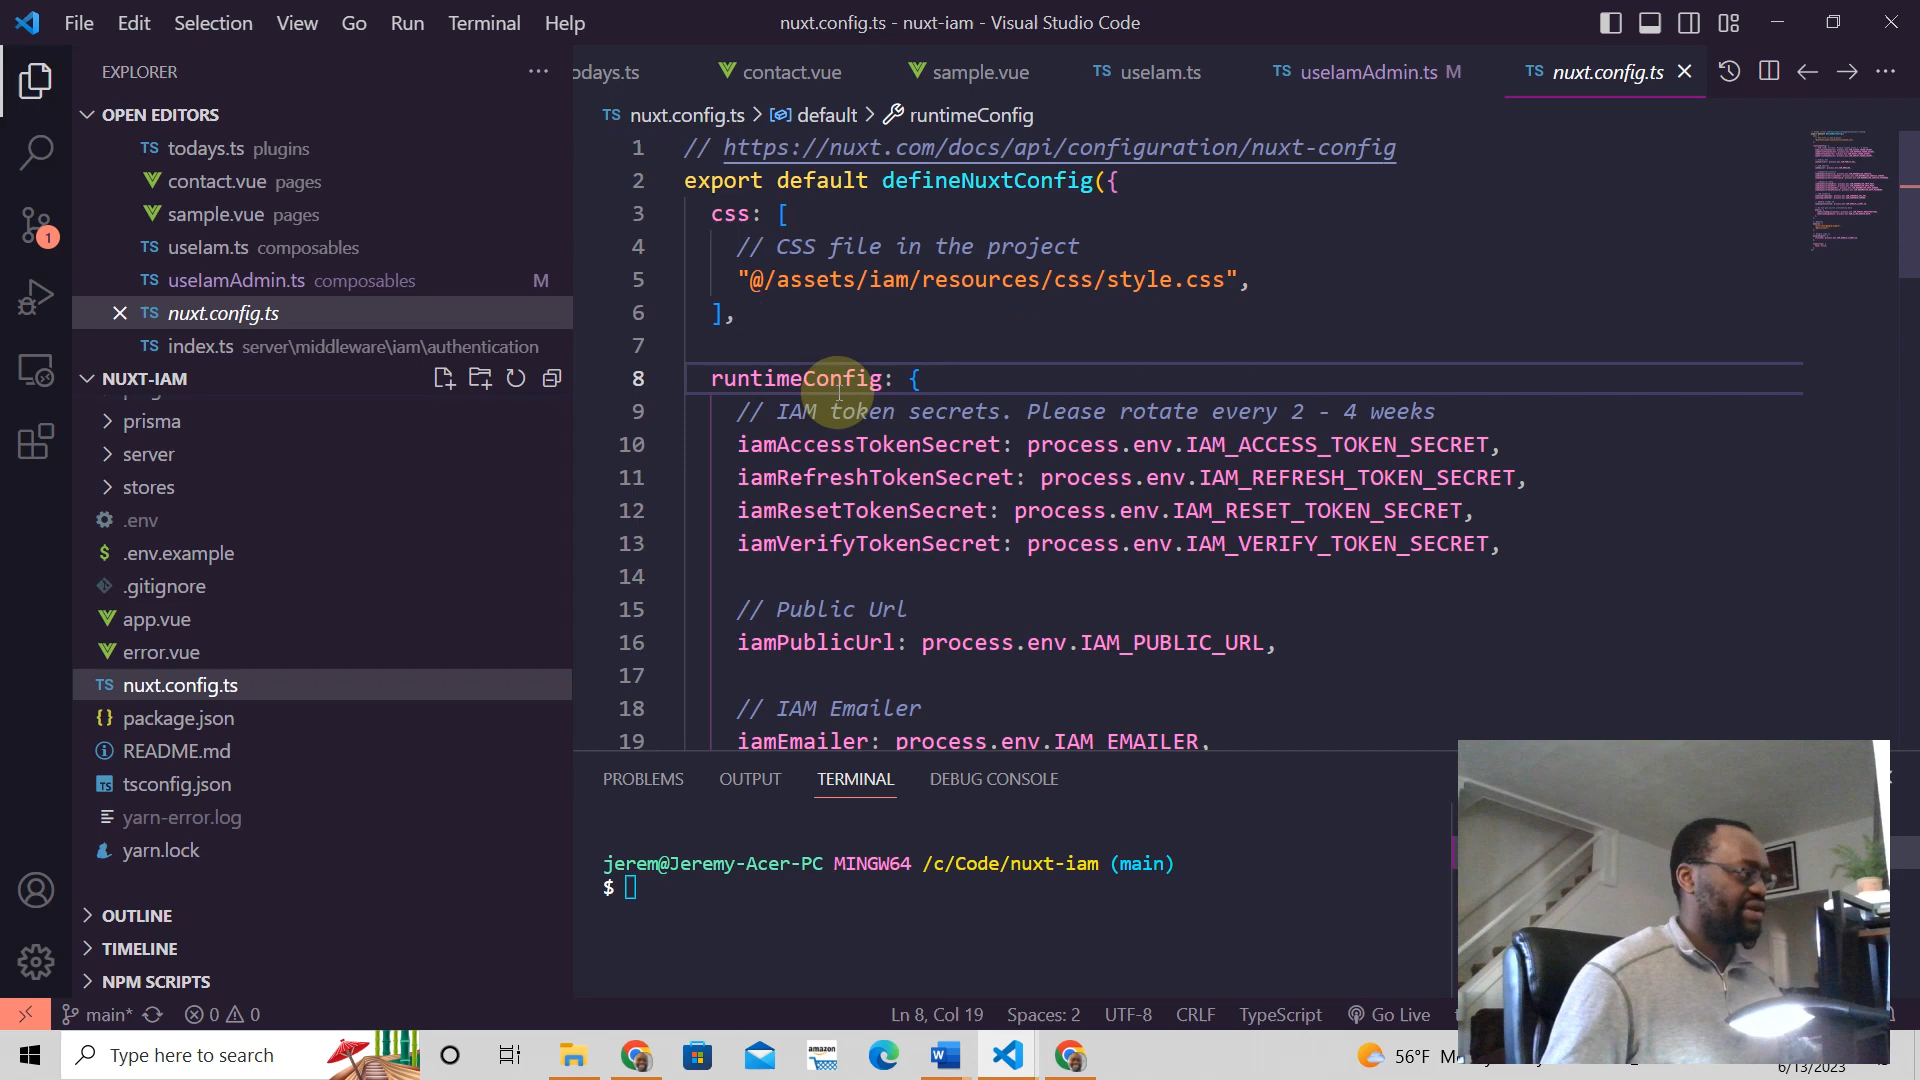 File Edit Selection View Go Run Terminal Help
nuxt.config.ts - nuxt-iam - Visual Studio Code
EXPLORER
OPEN EDITORS
TS todays.ts plugins
contact.vue pages
sample.vue pages
TS useIam.ts composables
TS useIamAdmin.ts composables M
TS nuxt.config.ts
TS index.ts server\middleware\iam\authentication
NUXT-IAM
prisma
server
stores
.env
$ .env.example
.gitignore
app.vue
error.vue
TS nuxt.config.ts
{} package.json
README.md
TS tsconfig.json
yarn-error.log
yarn.lock
OUTLINE
TIMELINE
NPM SCRIPTS
1
odays.ts contact.vue sample.vue TS useIam.ts TS useIamAdmin.ts M TS nuxt.config.ts
TS nuxt.config.ts > default > runtimeConfig
1 // https://nuxt.com/docs/api/configuration/nuxt-config
2 export default defineNuxtConfig({
3 css: [
4 // CSS file in the project
5 "@/assets/iam/resources/css/style.css",
6 ],
7
8 runtimeConfig: {
9 // IAM token secrets. Please rotate every 2 - 4 weeks
10 iamAccessTokenSecret: process.env.IAM_ACCESS_TOKEN_SECRET,
11 iamRefreshTokenSecret: process.env.IAM_REFRESH_TOKEN_SECRET,
12 iamResetTokenSecret: process.env.IAM_RESET_TOKEN_SECRET,
13 iamVerifyTokenSecret: process.env.IAM_VERIFY_TOKEN_SECRET,
14
15 // Public Url
16 iamPublicUrl: process.env.IAM_PUBLIC_URL,
17
18 // IAM Emailer
19 iamEmailer: process.env.IAM_EMAILER,
PROBLEMS OUTPUT TERMINAL DEBUG CONSOLE
jerem@Jeremy-Acer-PC MINGW64 /c/Code/nuxt-iam (main)
$
main* 0 0
Ln 8, Col 19 Spaces: 2 UTF-8 CRLF TypeScript Go Live
Type here to search
amazon
56°F
6/13/2023